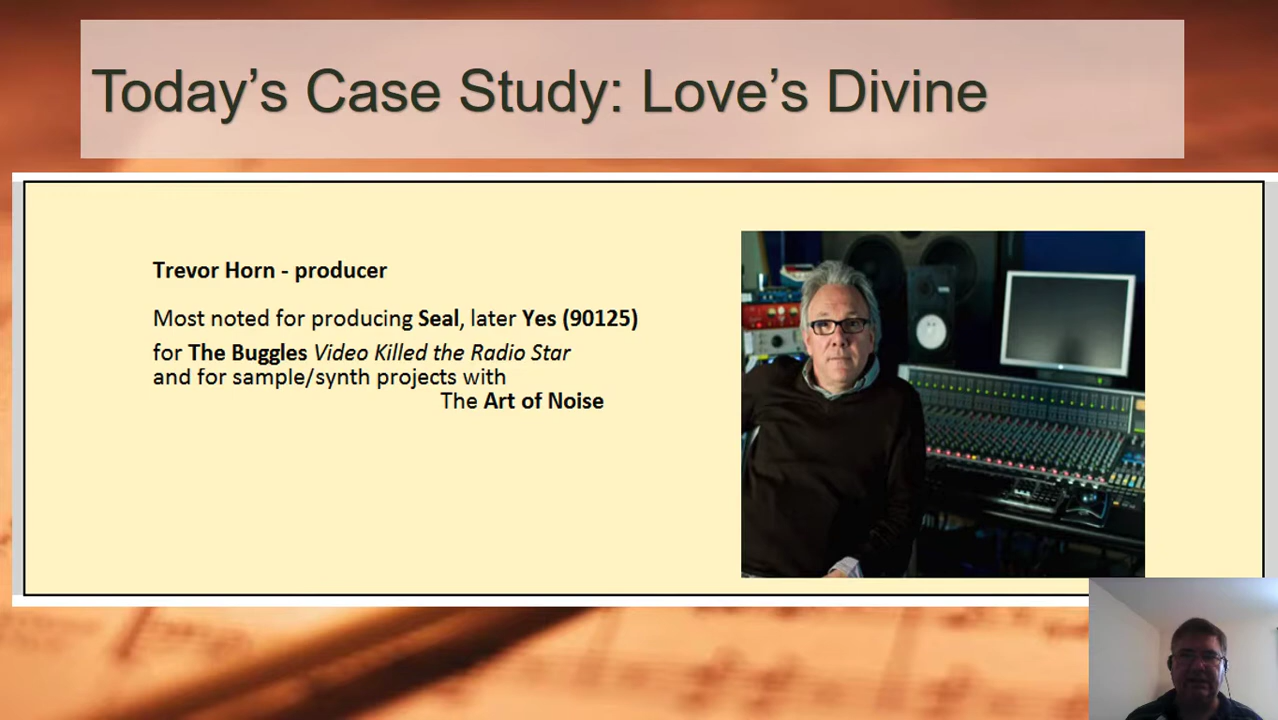 Today’s Case Study: Love’s Divine
Trevor Horn - producer
Most noted for producing Seal, later Yes (90125)
for The Buggles Video Killed the Radio Star
and for sample/synth projects with
The Art of Noise